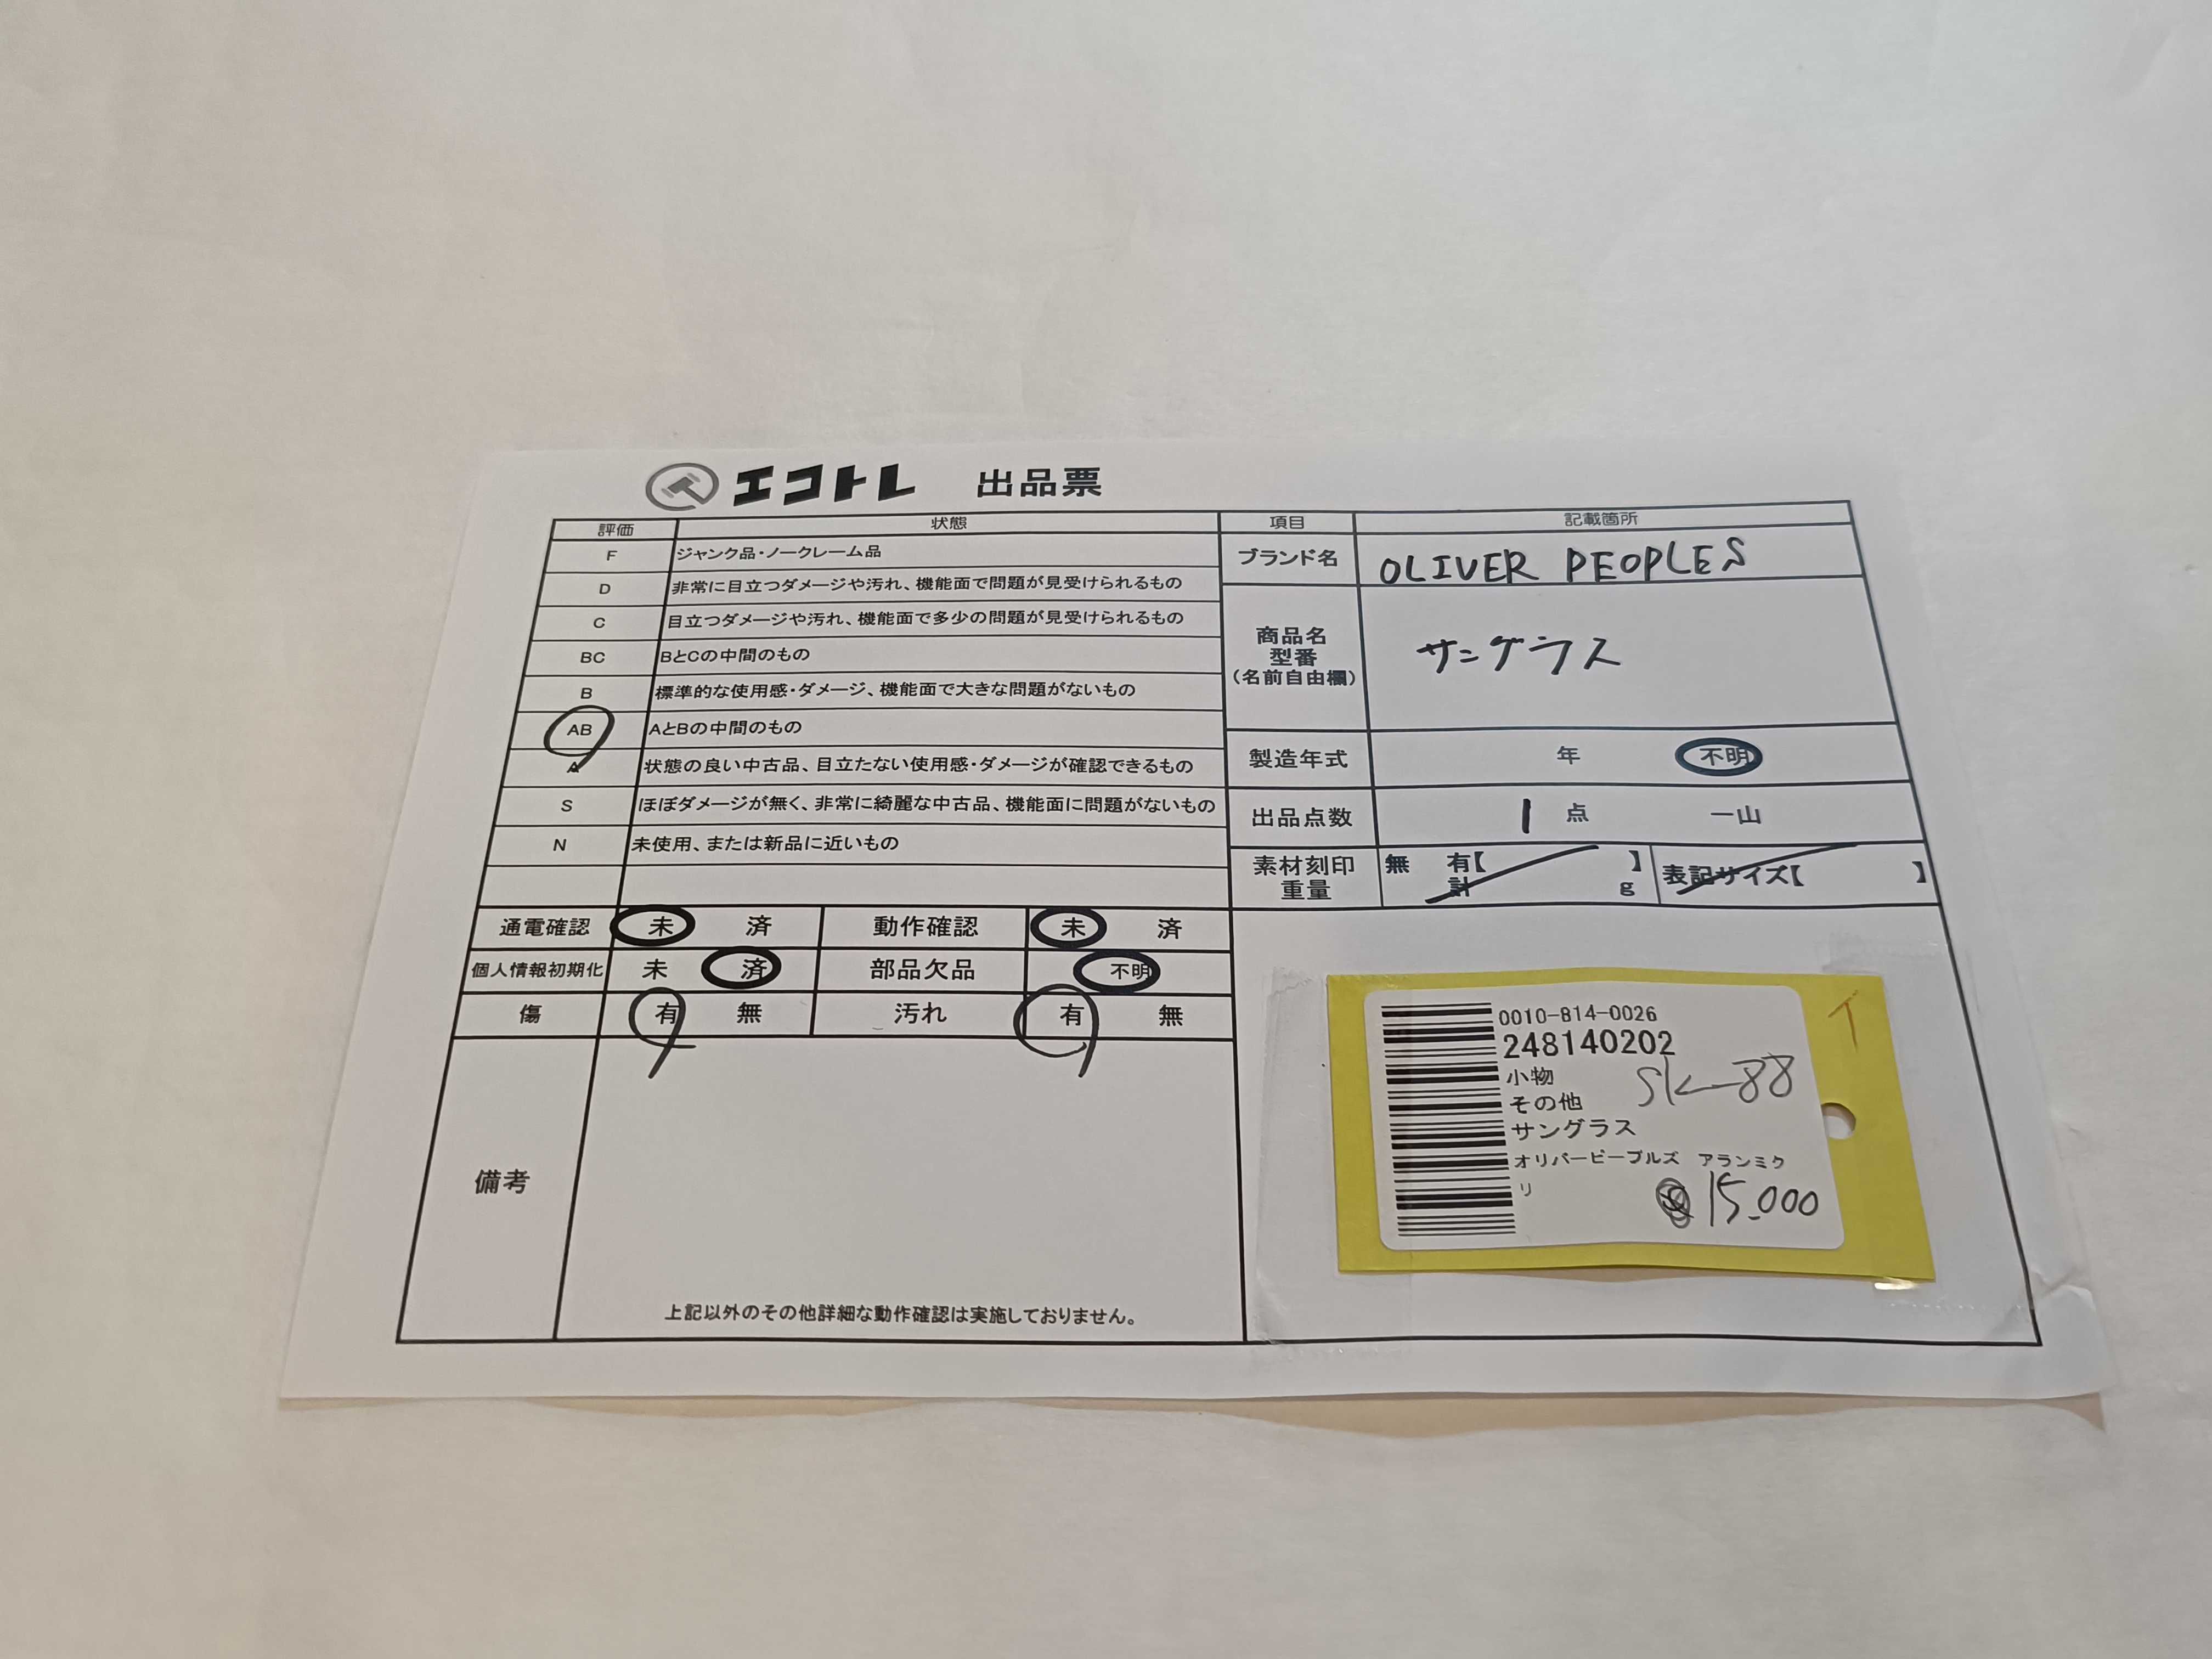 エコトレ 出品票
評価 状態 項目 記載箇所
F ジャンク品・ノークレーム品
D 非常に目立つダメージや汚れ、機能面で問題が見受けられるもの
C 目立つダメージや汚れ、機能面で多少の問題が見受けられるもの
BC BとCの中間のもの
B 標準的な使用感・ダメージ、機能面で大きな問題がないもの
AB AとBの中間のもの
A 状態の良い中古品、目立たない使用感・ダメージが確認できるもの
S ほぼダメージが無く、非常に綺麗な中古品、機能面に問題がないもの
N 未使用、または新品に近いもの
ブランド名 OLIVER PEOPLES
商品名
型番
(名前自由欄)
サングラス
製造年式 年 不明
出品点数 1 点 一山
素材刻印 無 有【 】 表記サイズ【 】
重量 計 g
通電確認 未 済 動作確認 未 済
個人情報初期化 未 済 部品欠品 不明
傷 有 無 汚れ 有 無
備考
上記以外のその他詳細な動作確認は実施しておりません。
0010-814-0026
248140202
小物 SK-88
その他
サングラス
オリバーピープルズ アランミク
リ
15.000